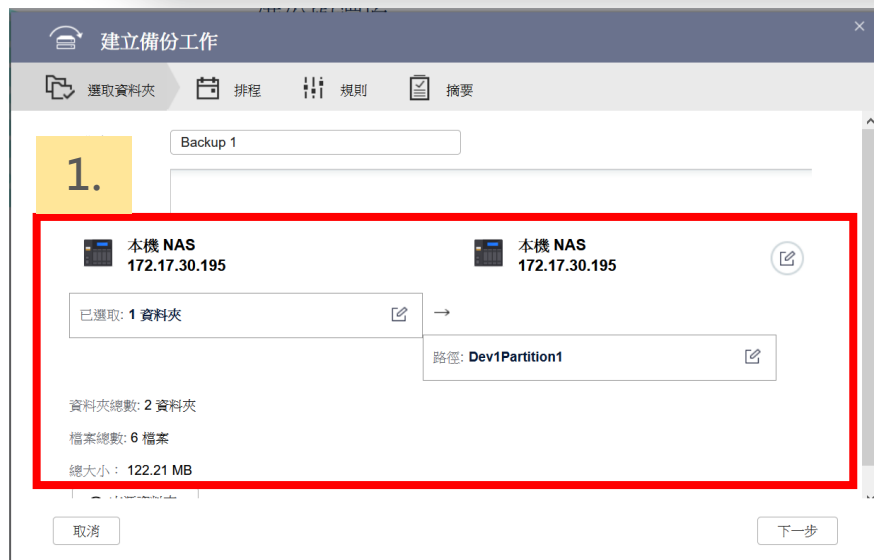 建立備份工作
選取資料夾
排程
規則
摘要
Backup 1
1.
本機 NAS
172.17.30.195
本機 NAS
172.17.30.195
已選取: 1 資料夾
→
路徑: Dev1Partition1
資料夾總數: 2 資料夾
檔案總數: 6 檔案
總大小： 122.21 MB
取消
下一步